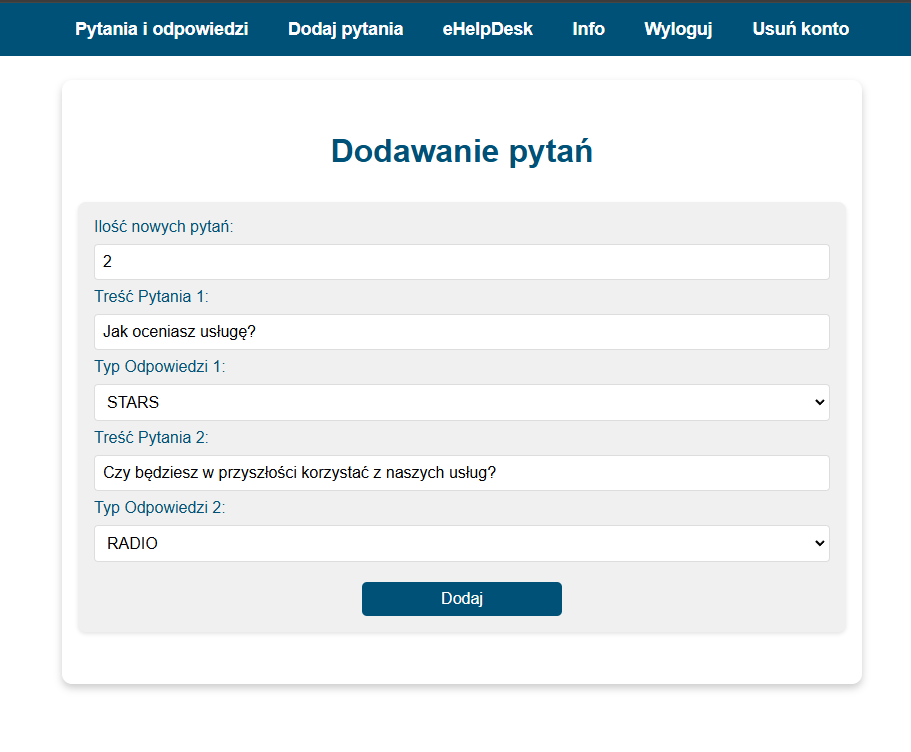 Pytania i odpowiedzi Dodaj pytania eHelpDesk Info Wyloguj Usuń konto
Dodawanie pytań
Ilość nowych pytań:
2
Treść Pytania 1:
Jak oceniasz usługę?
Typ Odpowiedzi 1:
STARS
Treść Pytania 2:
Czy będziesz w przyszłości korzystać z naszych usług?
Typ Odpowiedzi 2:
RADIO
Dodaj